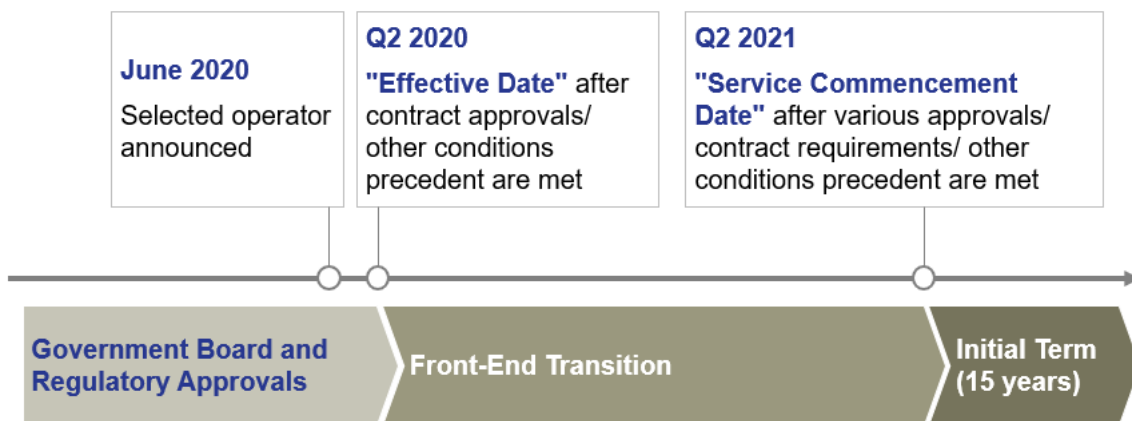 June 2020
Selected operator
announced
Q2 2020
"Effective Date" after
contract approvals/
other conditions
precedent are met
Q2 2021
"Service Commencement
Date" after various approvals/
contract requirements/ other
conditions precedent are met
Government Board and
Regulatory Approvals
Front-End Transition
Initial Term
(15 years)